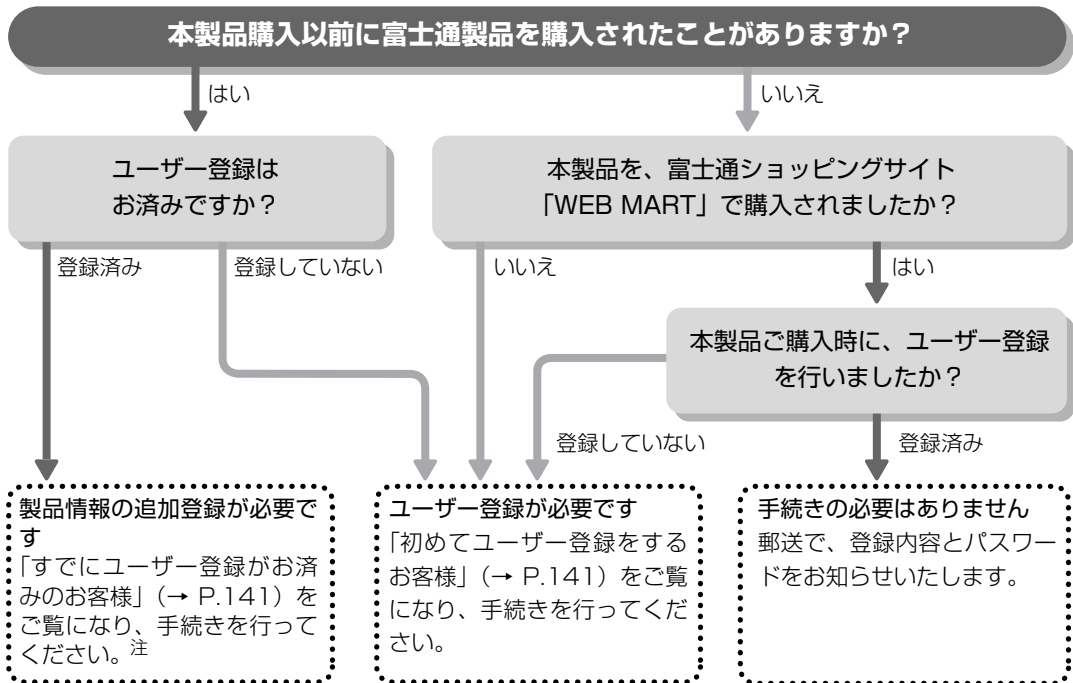 本製品購入以前に富士通製品を購入されたことがありますか？
はい
いいえ
ユーザー登録は
お済みですか？
本製品を、富士通ショッピングサイト
「WEB MART」で購入されましたか？
登録済み
登録していない
いいえ
はい
本製品ご購入時に、ユーザー登録
を行いましたか？
登録していない
登録済み
製品情報の追加登録が必要で
す
「すでにユーザー登録がお済
みのお客様」（→ P.141）を
ご覧になり、手続きを行って
ください。注
ユーザー登録が必要です
「初めてユーザー登録をする
お客様」（→ P.141）をご覧
になり、手続きを行ってくだ
さい。
手続きの必要はありません
郵送で、登録内容とパスワー
ドをお知らせいたします。